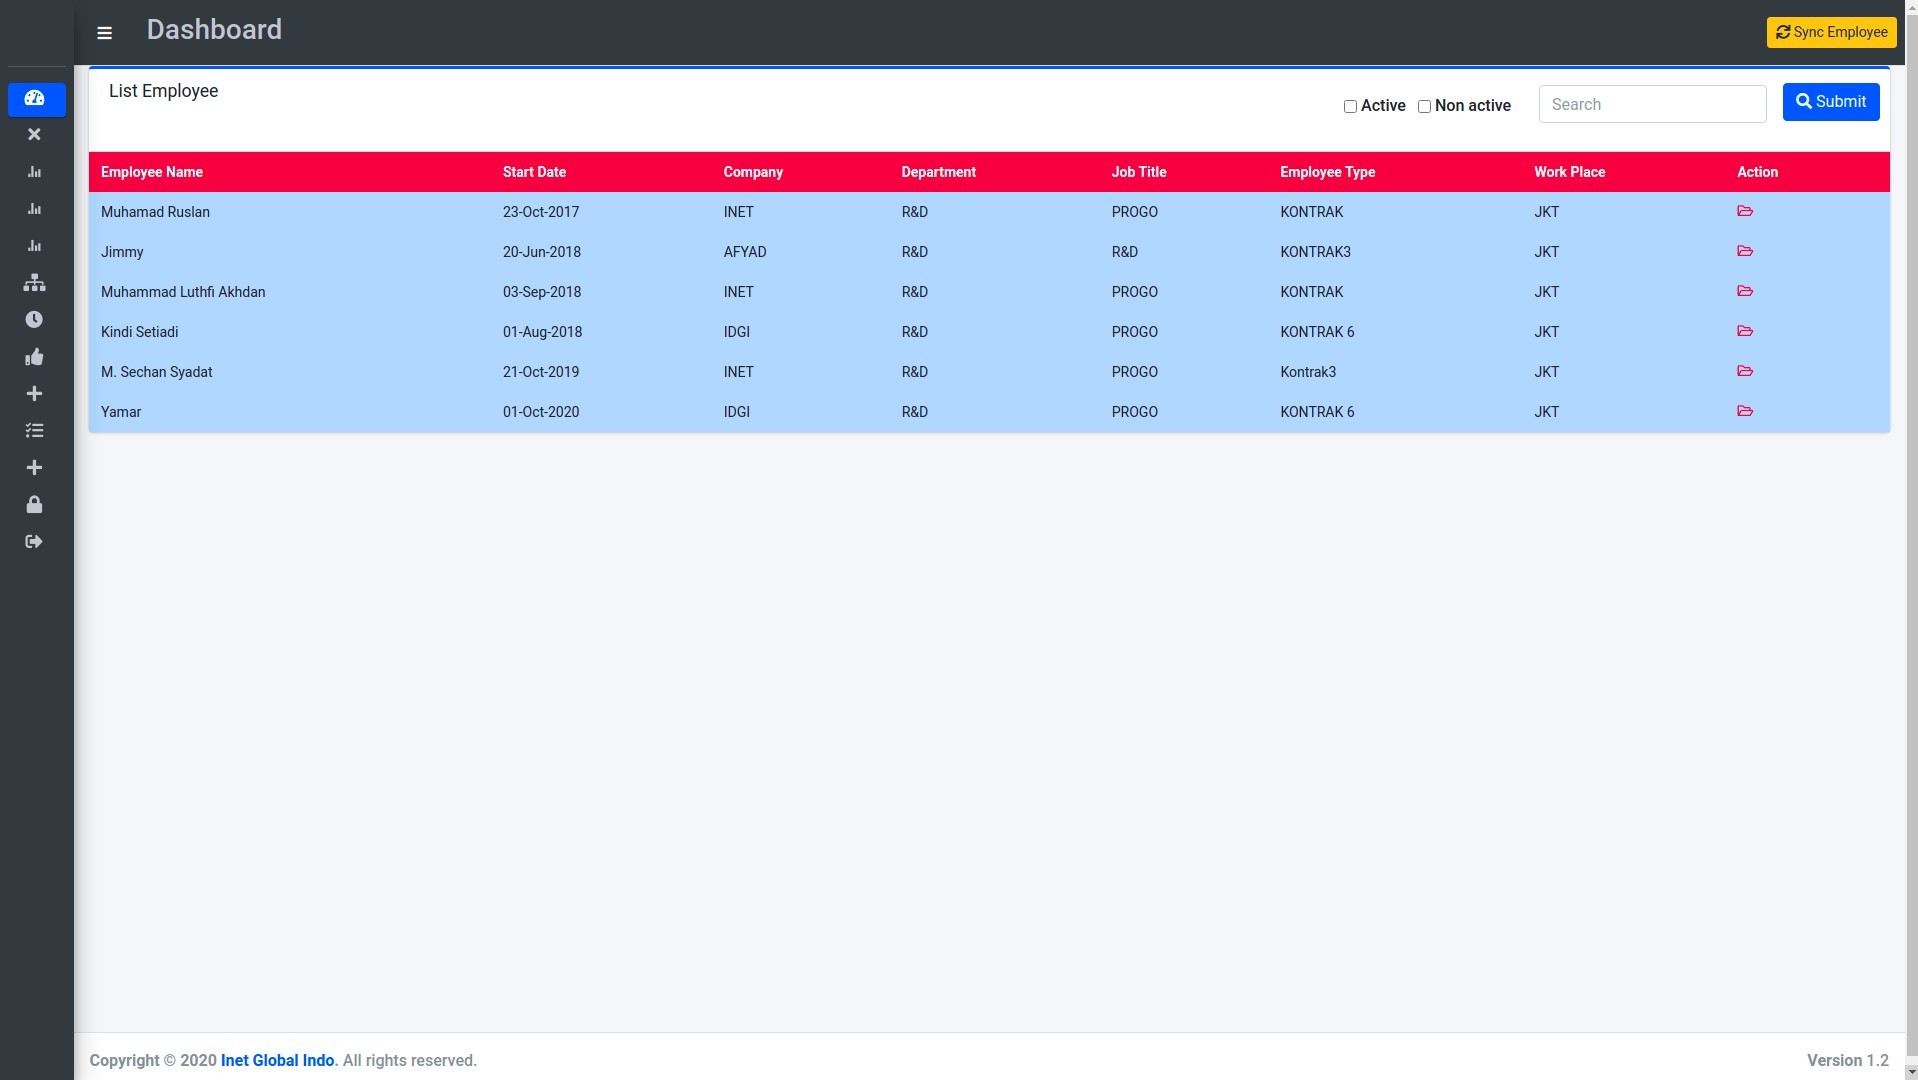 Dashboard
Sync Employee
List Employee
Active Non active Search Submit
Employee Name Start Date Company Department Job Title Employee Type Work Place Action
Muhamad Ruslan 23-Oct-2017 INET R&D PROGO KONTRAK JKT
Jimmy 20-Jun-2018 AFYAD R&D R&D KONTRAK3 JKT
Muhammad Luthfi Akhdan 03-Sep-2018 INET R&D PROGO KONTRAK JKT
Kindi Setiadi 01-Aug-2018 IDGI R&D PROGO KONTRAK 6 JKT
M. Sechan Syadat 21-Oct-2019 INET R&D PROGO Kontrak3 JKT
Yamar 01-Oct-2020 IDGI R&D PROGO KONTRAK 6 JKT
Copyright © 2020 Inet Global Indo. All rights reserved.
Version 1.2